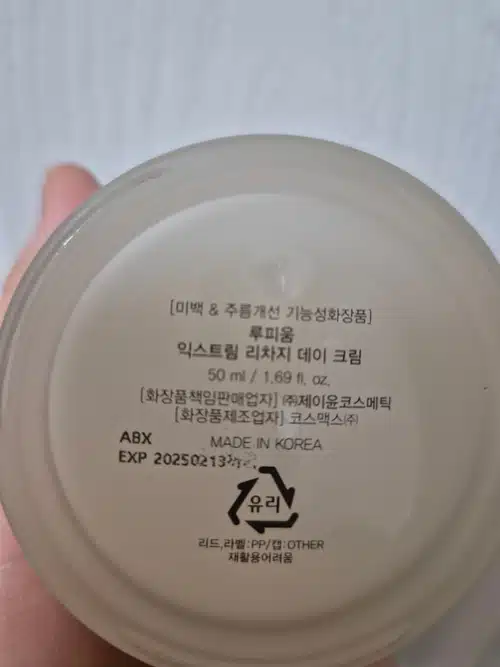 [미백 & 주름개선 기능성화장품]
루피움
익스트림 리차지 데이 크림
50 ml / 1.69 fl. oz.
[화장품책임판매업자] ㈜제이윤코스메틱
[화장품제조업자] 코스맥스㈜
ABX MADE IN KOREA
EXP 20250213
유리
리드,라벨:PP/캡:OTHER
재활용어려움